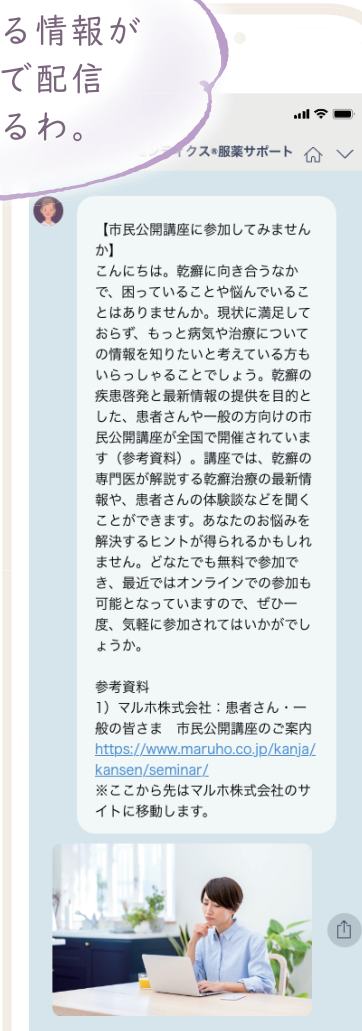 る情報が
で配信
るわ。
クス®服薬サポート
【市民公開講座に参加してみません
か】
こんにちは。乾癬に向き合うなか
で、困っていることや悩んでいるこ
とはありませんか。現状に満足して
おらず、もっと病気や治療について
の情報を知りたいと考えている方も
いらっしゃることでしょう。乾癬の
疾患啓発と最新情報の提供を目的と
した、患者さんや一般の方向けの市
民公開講座が全国で開催されていま
す（参考資料）。講座では、乾癬の
専門医が解説する乾癬治療の最新情
報や、患者さんの体験談などを聞く
ことができます。あなたのお悩みを
解決するヒントが得られるかもしれ
ません。どなたでも無料で参加で
き、最近ではオンラインでの参加も
可能となっていますので、ぜひ一
度、気軽に参加されてはいかがでし
ょうか。
参考資料
1）マルホ株式会社：患者さん・一
般の皆さま　市民公開講座のご案内
https://www.maruho.co.jp/kanja/
kansen/seminar/
※ここから先はマルホ株式会社のサ
イトに移動します。